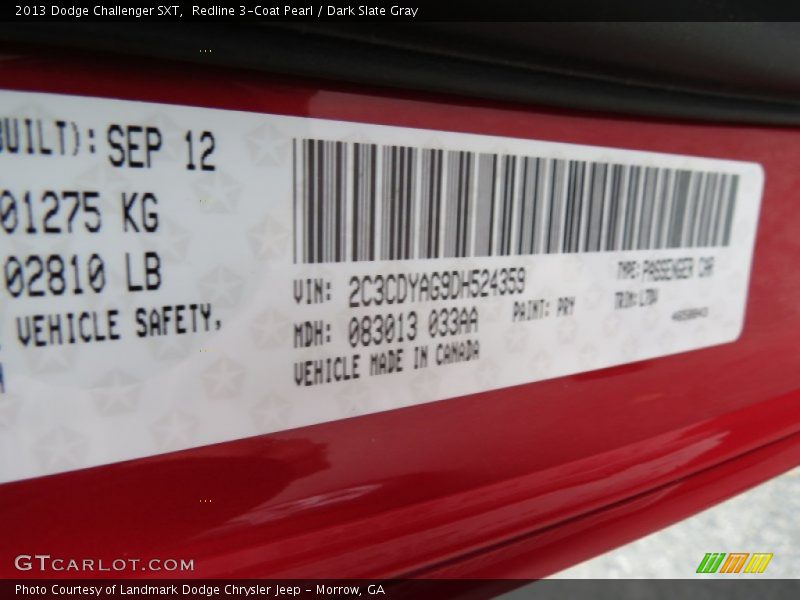 2013 Dodge Challenger SXT, Redline 3-Coat Pearl / Dark Slate Gray
BUILT): SEP 12
01275 KG
02810 LB
VEHICLE SAFETY,
VIN: 2C3CDYAG9DH524359
TYPE: PASSENGER CAR
MDH: 083013 033AA
PAINT: PRY
TRIM: L7DV
VEHICLE MADE IN CANADA
GTCARLOT.COM
Photo Courtesy of Landmark Dodge Chrysler Jeep - Morrow, GA